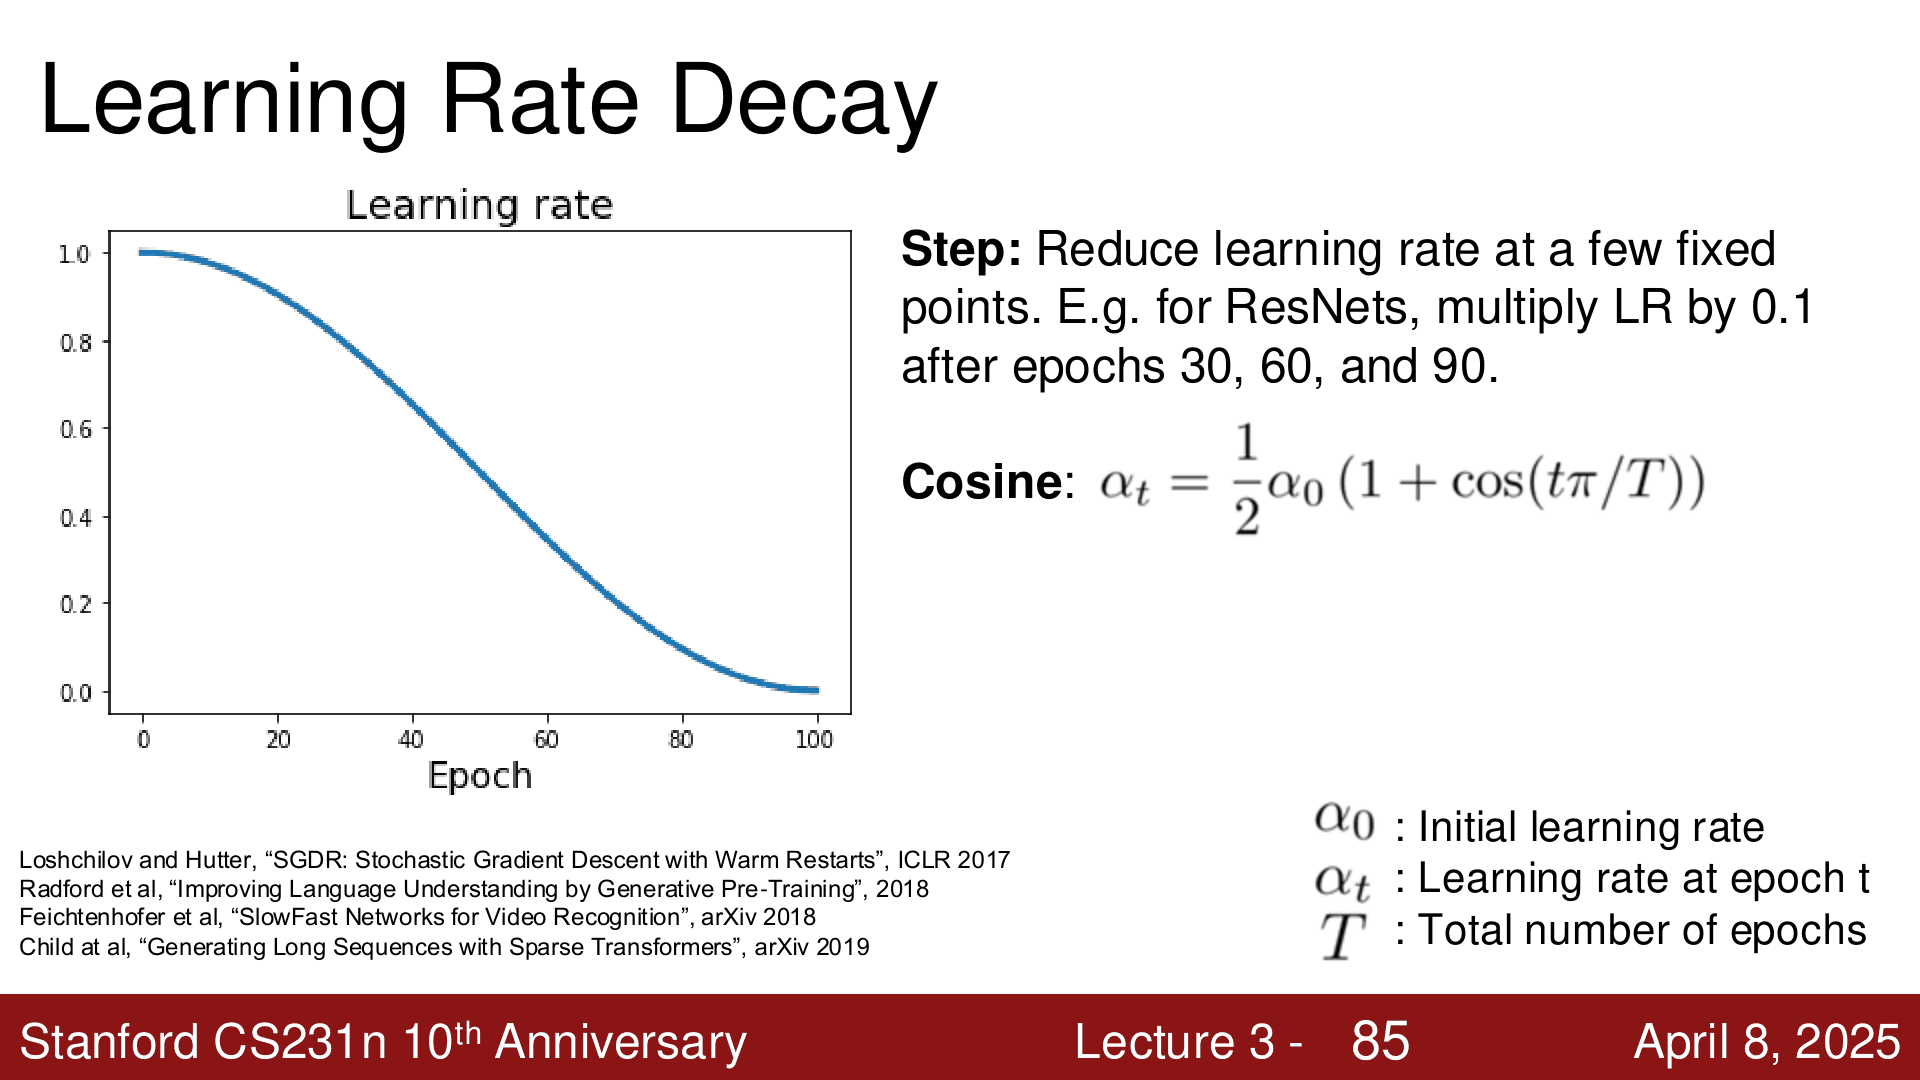 Learning Rate Decay
Learning rate
1.0
0.8
0.6
0.4
0.2
0.0
0 20 40 60 80 100
Epoch
Step: Reduce learning rate at a few fixed
points. E.g. for ResNets, multiply LR by 0.1
after epochs 30, 60, and 90.
Cosine: α_t = 1/2 α_0 (1 + cos(tπ/T))
α_0 : Initial learning rate
α_t : Learning rate at epoch t
T : Total number of epochs
Loshchilov and Hutter, “SGDR: Stochastic Gradient Descent with Warm Restarts”, ICLR 2017
Radford et al, “Improving Language Understanding by Generative Pre-Training”, 2018
Feichtenhofer et al, “SlowFast Networks for Video Recognition”, arXiv 2018
Child at al, “Generating Long Sequences with Sparse Transformers”, arXiv 2019
Stanford CS231n 10th Anniversary
Lecture 3 - 85
April 8, 2025